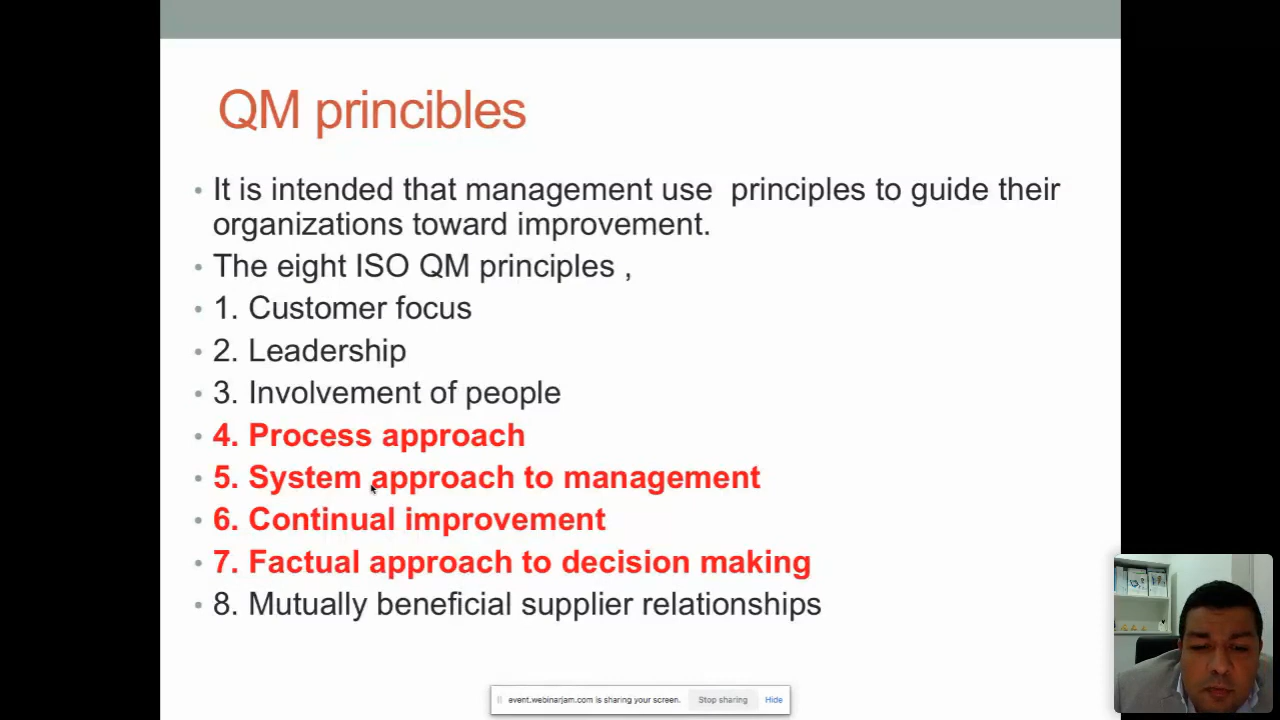 QM princibles
• It is intended that management use  principles to guide their
organizations toward improvement.
• The eight ISO QM principles ,
• 1. Customer focus
• 2. Leadership
• 3. Involvement of people
• 4. Process approach
• 5. System approach to management
• 6. Continual improvement
• 7. Factual approach to decision making
• 8. Mutually beneficial supplier relationships
event.webinarjam.com is sharing your screen. Stop sharing Hide